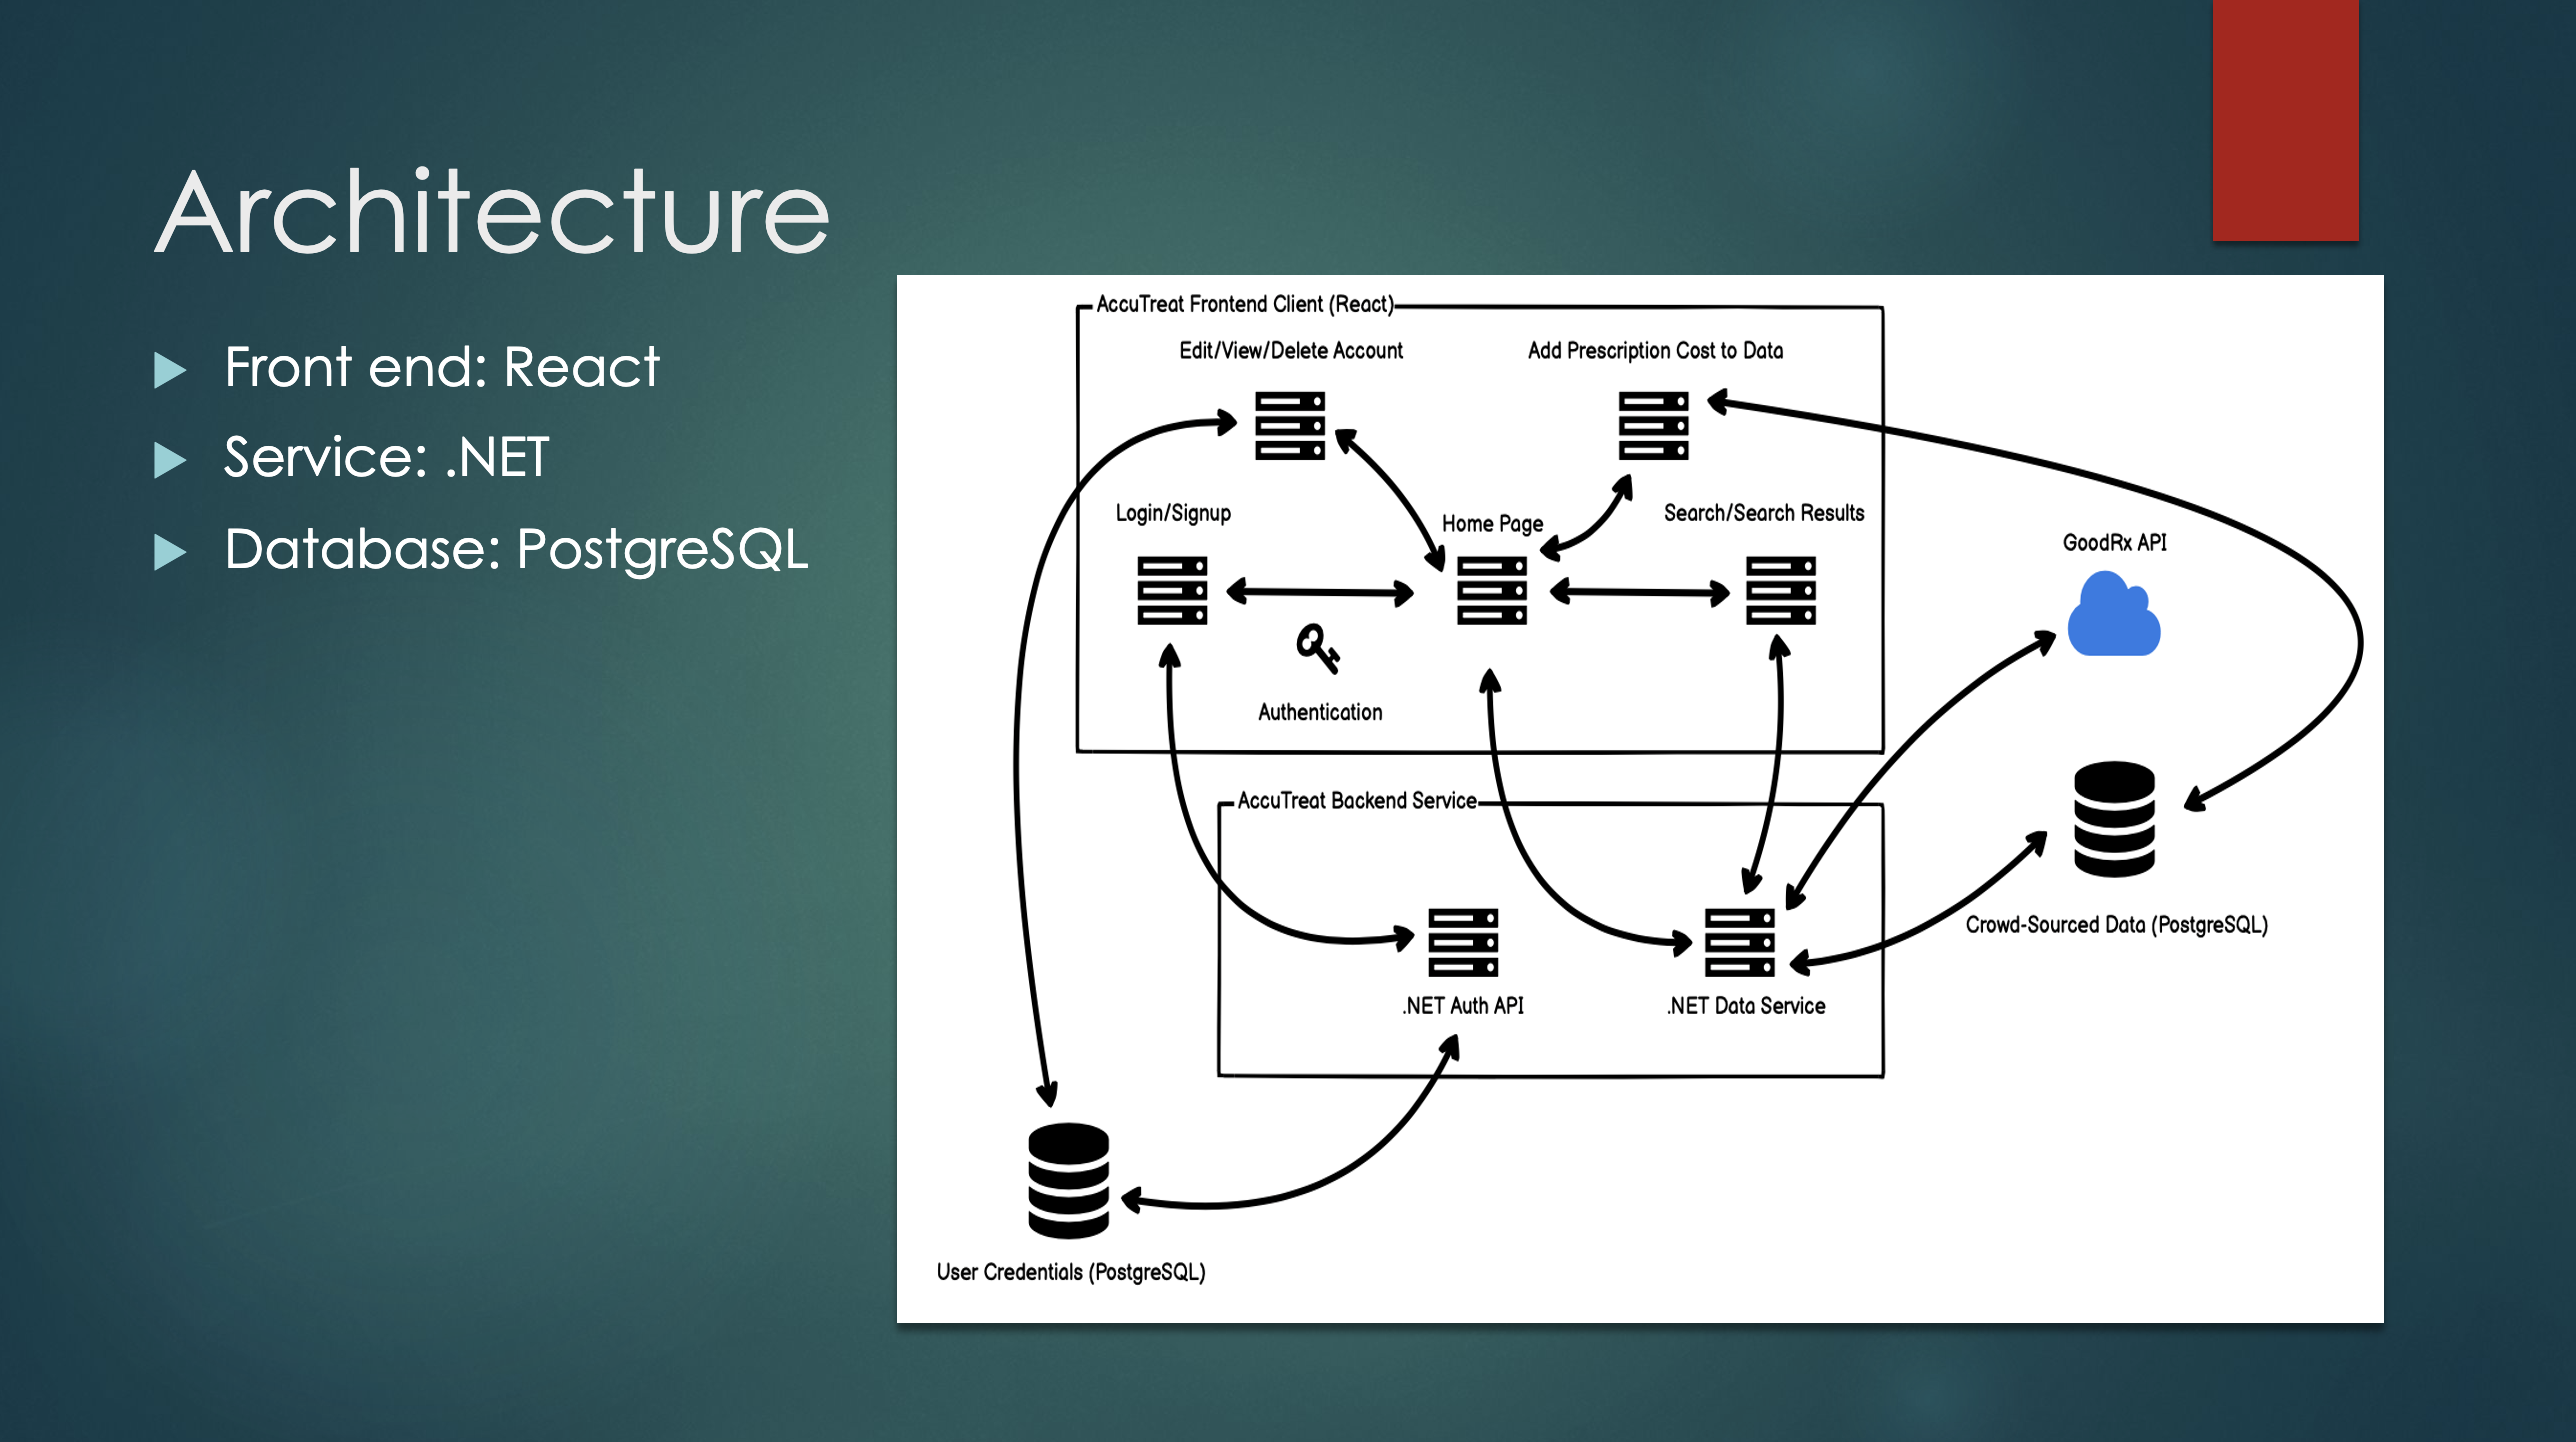 Architecture
Front end: React
Service: .NET
Database: PostgreSQL
AccuTreat Frontend Client (React)
Edit/View/Delete Account
Add Prescription Cost to Data
Login/Signup
Home Page
Search/Search Results
Authentication
GoodRx API
AccuTreat Backend Service
Crowd-Sourced Data (PostgreSQL)
.NET Auth API
.NET Data Service
User Credentials (PostgreSQL)